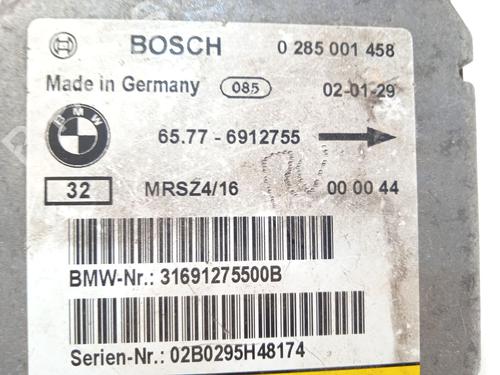 BOSCH 0 285 001 458
Made in Germany 085 02-01-29
BMW
65.77 - 6912755
32 MRSZ4/16 00 00 44
BMW-Nr.: 31691275500B
Serien-Nr.: 02B0295H48174